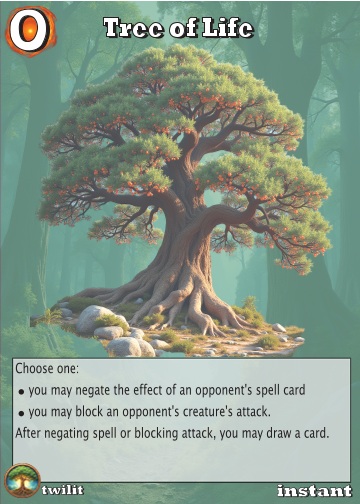 0 Tree of Life
Choose one:
• you may negate the effect of an opponent's spell card
• you may block an opponent's creature's attack.
After negating spell or blocking attack, you may draw a card.
twilit instant